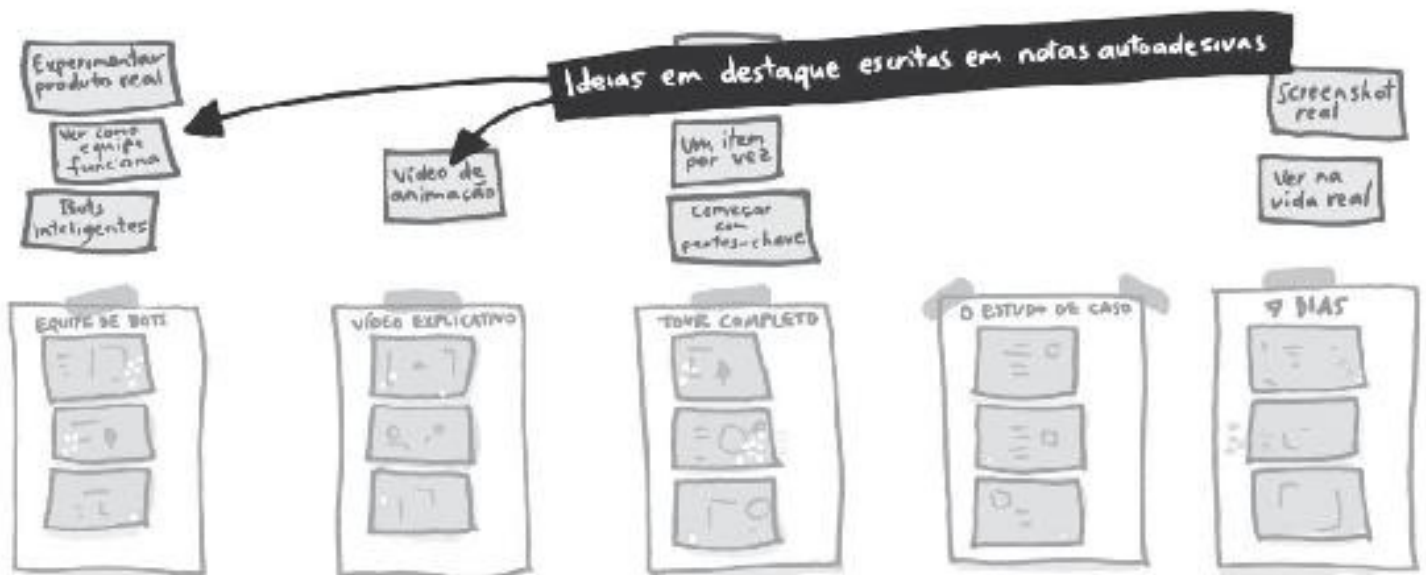 Ideias em destaque escritas em notas autoadesivas
Experimentar
produto real
Ver como
equipe
funciona
Bots
inteligentes
Vídeo de
animação
Um item
por vez
Começar
com
partes-chave
Screenshot
real
Ver na
vida real
EQUIPE DE BOTS
VÍDEO EXPLICATIVO
TOUR COMPLETO
O ESTUDO DE CASO
7 DIAS